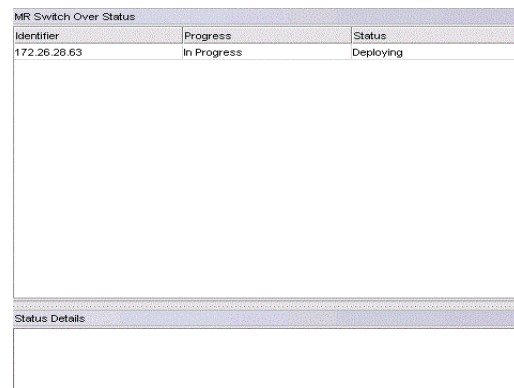 MR Switch Over Status
Identifier Progress Status
172.26.28.63 In Progress Deploying
Status Details